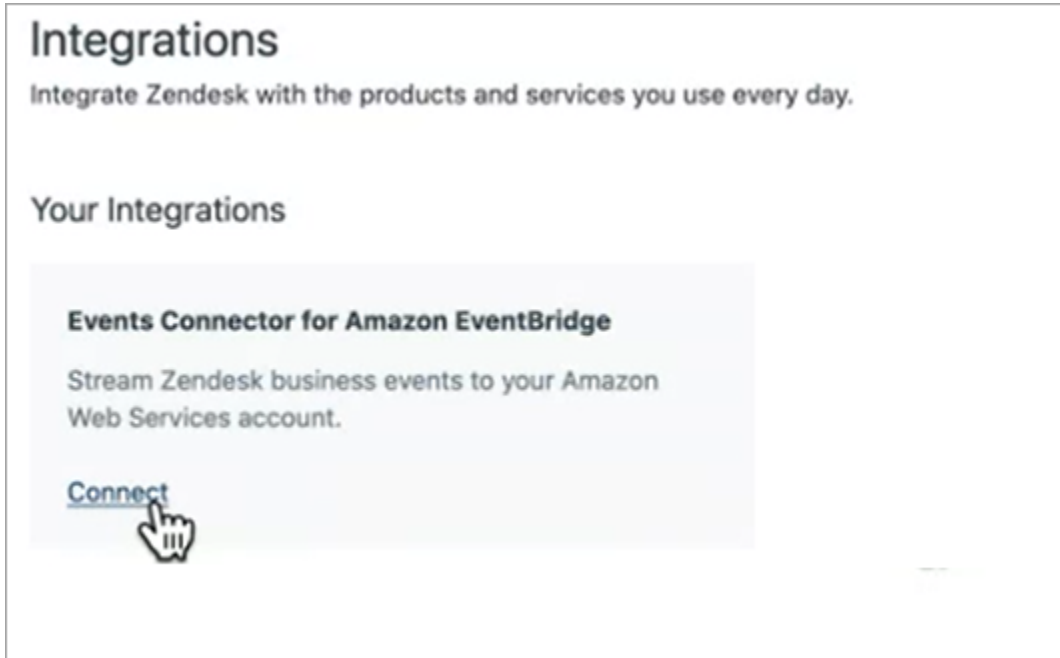 Integrations
Integrate Zendesk with the products and services you use every day.
Your Integrations
Events Connector for Amazon EventBridge
Stream Zendesk business events to your Amazon
Web Services account.
Connect